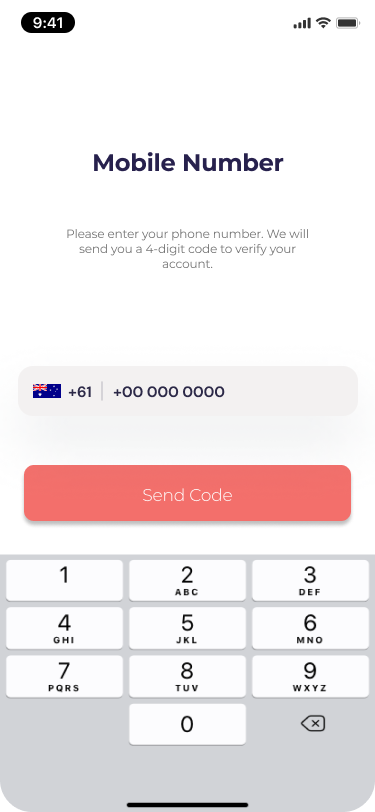 9:41
Mobile Number
Please enter your phone number. We will
send you a 4-digit code to verify your
account.
+61 +00 000 0000
Send Code
1 2 3
ABC DEF
4 5 6
GHI JKL MNO
7 8 9
PQRS TUV WXYZ
0